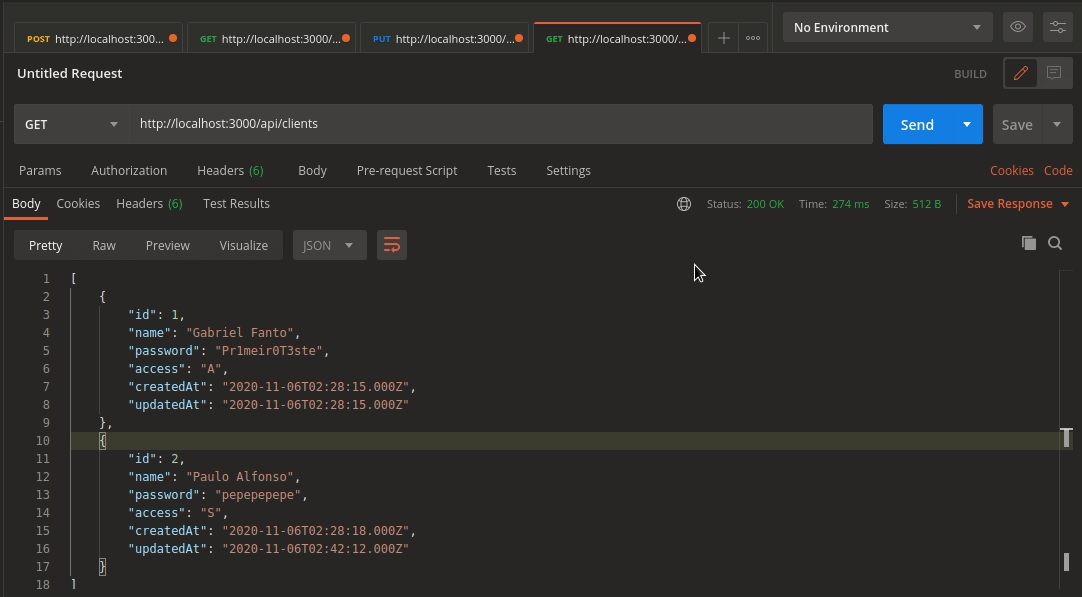 POST http://localhost:300... GET http://localhost:3000/... PUT http://localhost:3000/... GET http://localhost:3000/... No Environment
Untitled Request BUILD
GET http://localhost:3000/api/clients Send Save
Params Authorization Headers (6) Body Pre-request Script Tests Settings Cookies Code
Body Cookies Headers (6) Test Results Status: 200 OK Time: 274 ms Size: 512 B Save Response
Pretty Raw Preview Visualize JSON
1 [
2 {
3 "id": 1,
4 "name": "Gabriel Fanto",
5 "password": "Pr1meir0T3ste",
6 "access": "A",
7 "createdAt": "2020-11-06T02:28:15.000Z",
8 "updatedAt": "2020-11-06T02:28:15.000Z"
9 },
10 {
11 "id": 2,
12 "name": "Paulo Alfonso",
13 "password": "pepepepepe",
14 "access": "S",
15 "createdAt": "2020-11-06T02:28:18.000Z",
16 "updatedAt": "2020-11-06T02:42:12.000Z"
17 }
18 ]